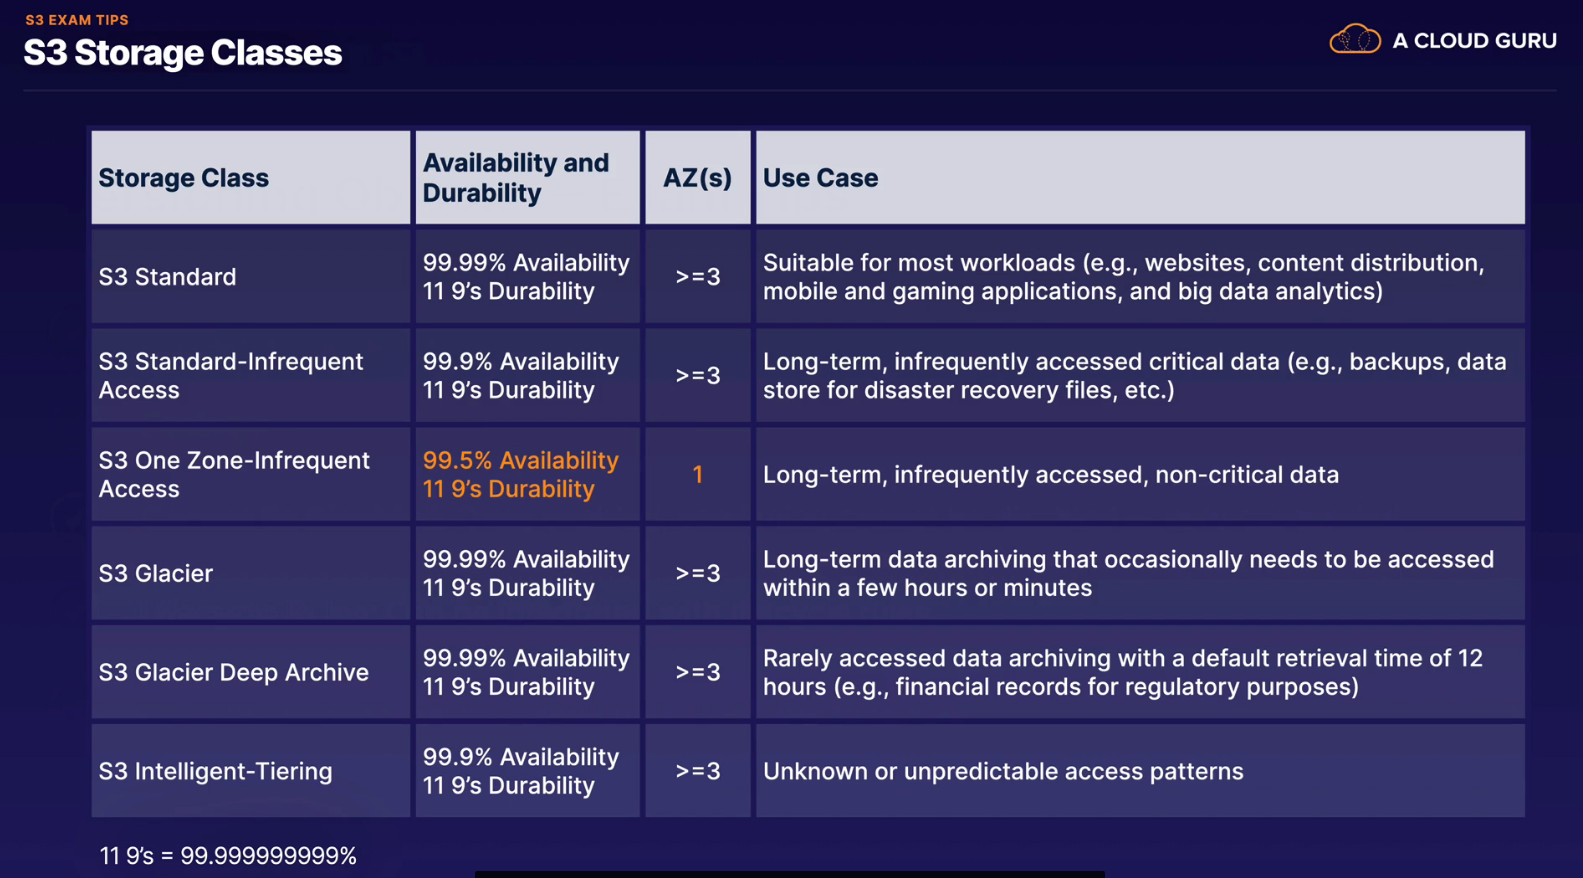 S3 EXAM TIPS
S3 Storage Classes
A CLOUD GURU
Storage Class
Availability and
Durability
AZ(s)
Use Case
S3 Standard
99.99% Availability
11 9’s Durability
>=3
Suitable for most workloads (e.g., websites, content distribution,
mobile and gaming applications, and big data analytics)
S3 Standard-Infrequent
Access
99.9% Availability
11 9’s Durability
>=3
Long-term, infrequently accessed critical data (e.g., backups, data
store for disaster recovery files, etc.)
S3 One Zone-Infrequent
Access
99.5% Availability
11 9’s Durability
1
Long-term, infrequently accessed, non-critical data
S3 Glacier
99.99% Availability
11 9’s Durability
>=3
Long-term data archiving that occasionally needs to be accessed
within a few hours or minutes
S3 Glacier Deep Archive
99.99% Availability
11 9’s Durability
>=3
Rarely accessed data archiving with a default retrieval time of 12
hours (e.g., financial records for regulatory purposes)
S3 Intelligent-Tiering
99.9% Availability
11 9’s Durability
>=3
Unknown or unpredictable access patterns
11 9’s = 99.999999999%